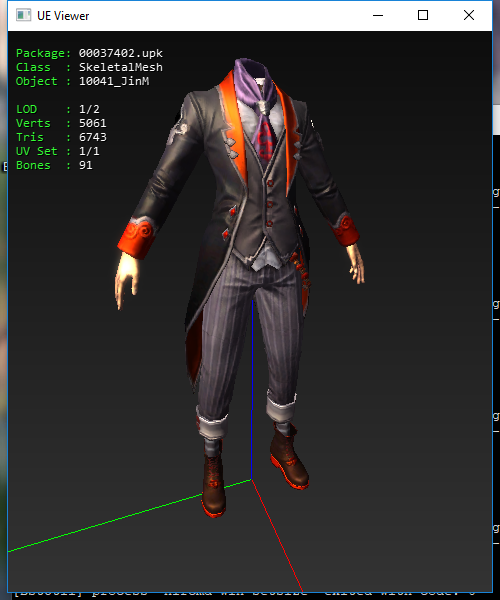 UE Viewer
Package: 00037402.upk
Class : SkeletalMesh
Object : 10041_JinM
LOD : 1/2
Verts : 5061
Tris : 6743
UV Set : 1/1
Bones : 91